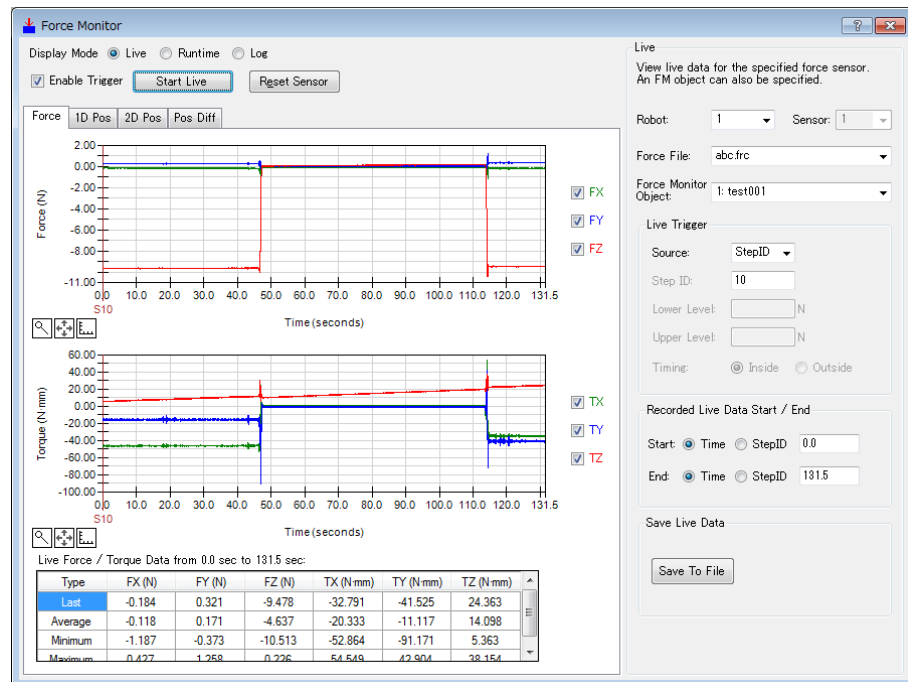 Force Monitor
Display Mode Live Runtime Log
Enable Trigger Start Live Reset Sensor
Force 1D Pos 2D Pos Pos Diff
Force (N)
2.00
0.00
-2.00
-4.00
-6.00
-8.00
-11.00
0.0 10.0 20.0 30.0 40.0 50.0 60.0 70.0 80.0 90.0 100.0 110.0 120.0 131.5
S10
Time (seconds)
FX
FY
FZ
Torque (N·mm)
60.00
40.00
20.00
0.00
-20.00
-40.00
-60.00
-80.00
-100.00
0.0 10.0 20.0 30.0 40.0 50.0 60.0 70.0 80.0 90.0 100.0 110.0 120.0 131.5
S10
Time (seconds)
TX
TY
TZ
Live Force / Torque Data from 0.0 sec to 131.5 sec:
Type FX (N) FY (N) FZ (N) TX (N·mm) TY (N·mm) TZ (N·mm)
Last -0.184 0.321 -9.478 -32.791 -41.525 24.363
Average -0.118 0.171 -4.637 -20.333 -11.117 14.098
Minimum -1.187 -0.373 -10.513 -52.864 -91.171 5.363
Maximum 0.427 1.258 0.226 54.549 42.904 38.154
Live
View live data for the specified force sensor.
An FM object can also be specified.
Robot: 1 Sensor: 1
Force File: abc.frc
Force Monitor
Object: 1: test001
Live Trigger
Source: StepID
Step ID: 10
Lower Level: N
Upper Level: N
Timing: Inside Outside
Recorded Live Data Start / End
Start: Time StepID 0.0
End: Time StepID 131.5
Save Live Data
Save To File